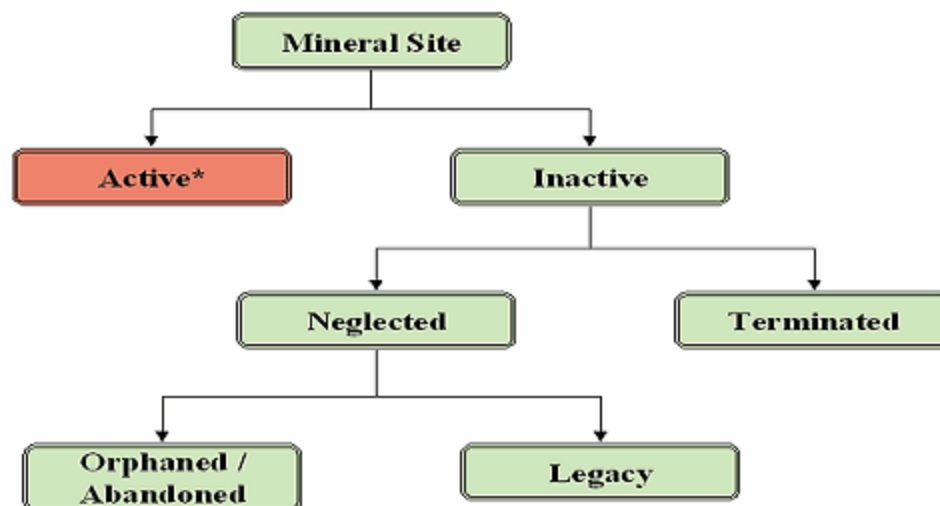 Mineral Site
Active*
Inactive
Neglected
Terminated
Orphaned /
Abandoned
Legacy